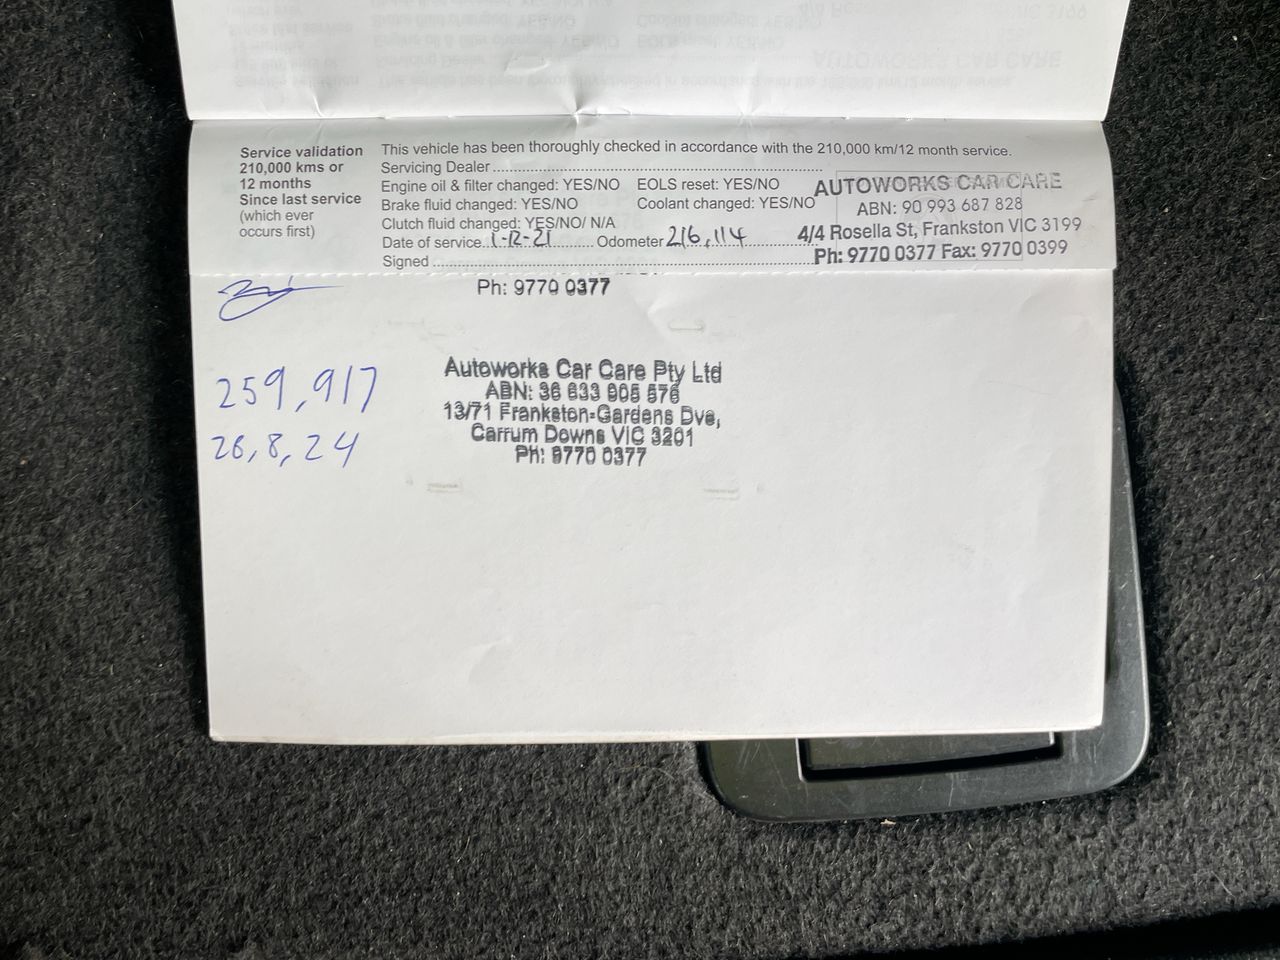 Service validation
210,000 kms or
12 months
Since last service
(which ever
occurs first)
This vehicle has been thoroughly checked in accordance with the 210,000 km/12 month service.
Servicing Dealer
Engine oil & filter changed: YES/NO EOLS reset: YES/NO
Brake fluid changed: YES/NO Coolant changed: YES/NO
Clutch fluid changed: YES/NO/ N/A
Date of service 1-12-21 Odometer 216,114
Signed
AUTOWORKS CAR CARE
ABN: 90 993 687 828
4/4 Rosella St, Frankston VIC 3199
Ph: 9770 0377 Fax: 9770 0399
Ph: 9770 0377
259,917
28,8,24
Autoworks Car Care Pty Ltd
ABN: 36 633 905 576
13/71 Frankston-Gardens Dve,
Carrum Downs VIC 3201
Ph: 9770 0377